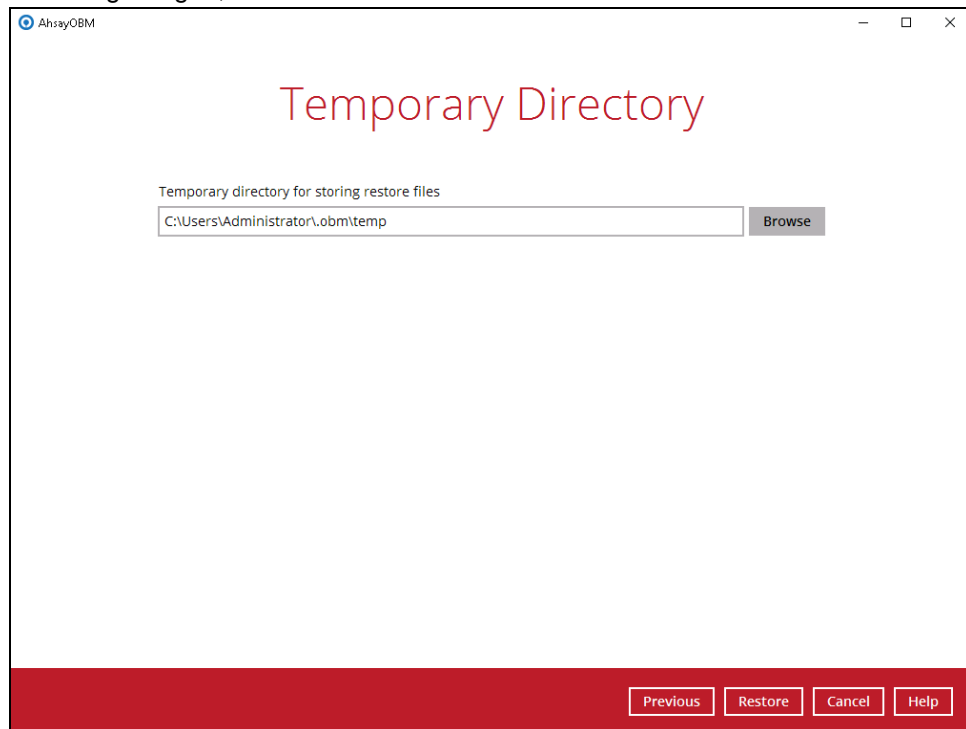 AhsayOBM
Temporary Directory
Temporary directory for storing restore files
C:\Users\Administrator\.obm\temp
Browse
Previous Restore Cancel Help